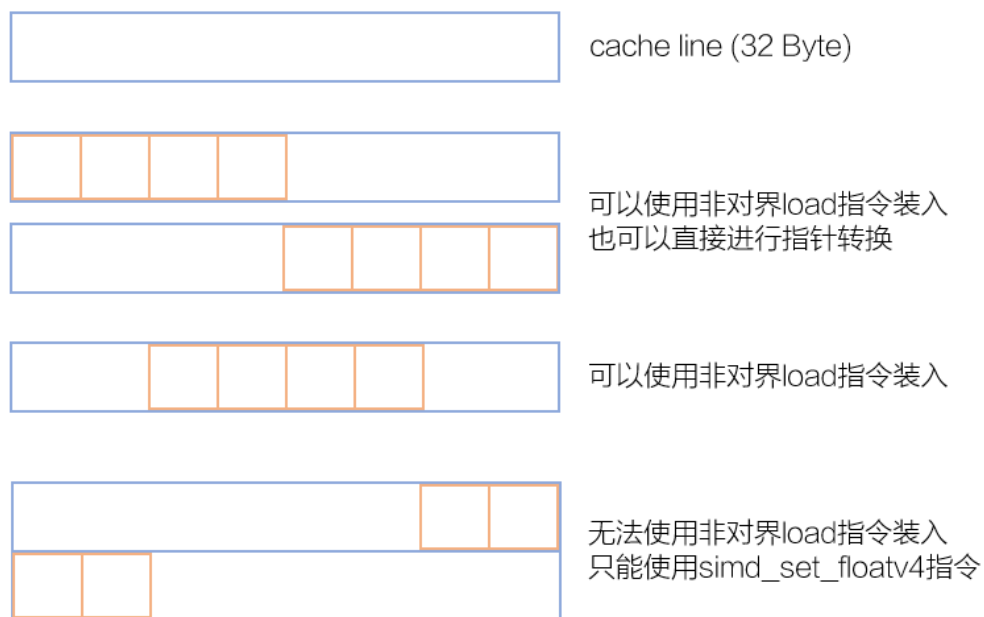 cache line (32 Byte)
可以使用非对界load指令装入
也可以直接进行指针转换
可以使用非对界load指令装入
无法使用非对界load指令装入
只能使用simd_set_floatv4指令